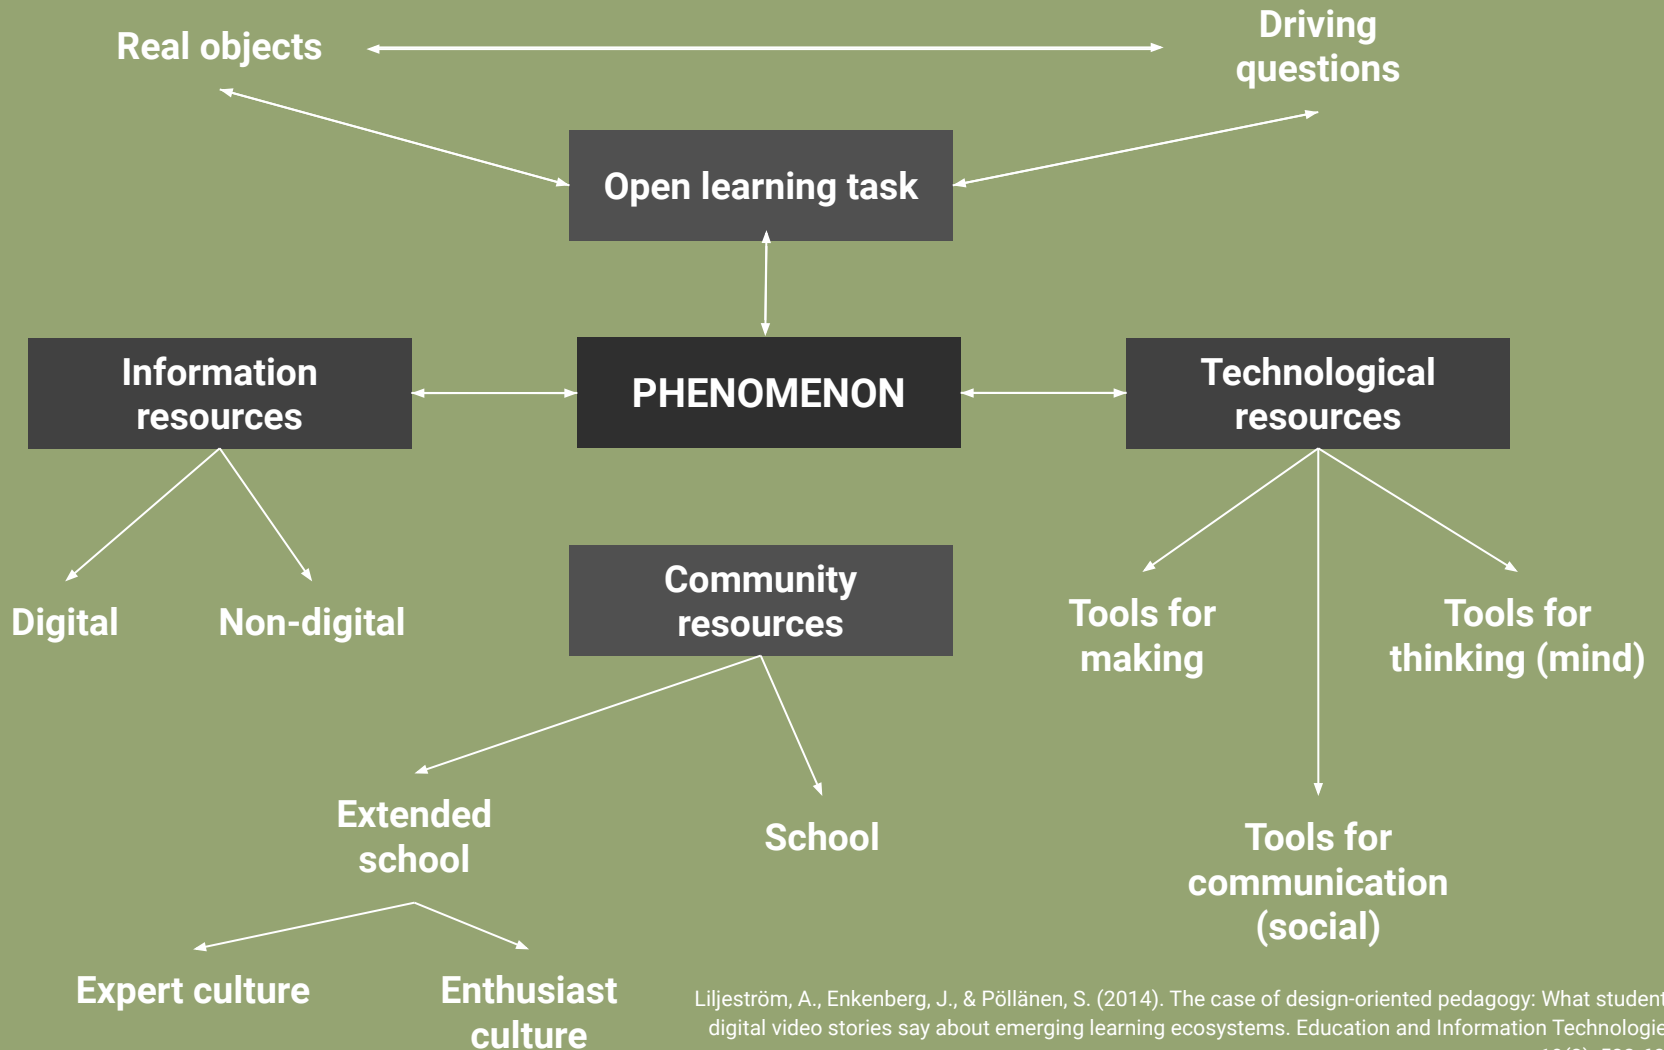 Real objects
Driving
questions
Open learning task
Information
resources
PHENOMENON
Technological
resources
Community
resources
Digital
Non-digital
Tools for
making
Tools for
thinking (mind)
Extended
school
School
Tools for
communication
(social)
Expert culture
Enthusiast
culture
Liljeström, A., Enkenberg, J., & Pöllänen, S. (2014). The case of design-oriented pedagogy: What student
digital video stories say about emerging learning ecosystems. Education and Information Technologie